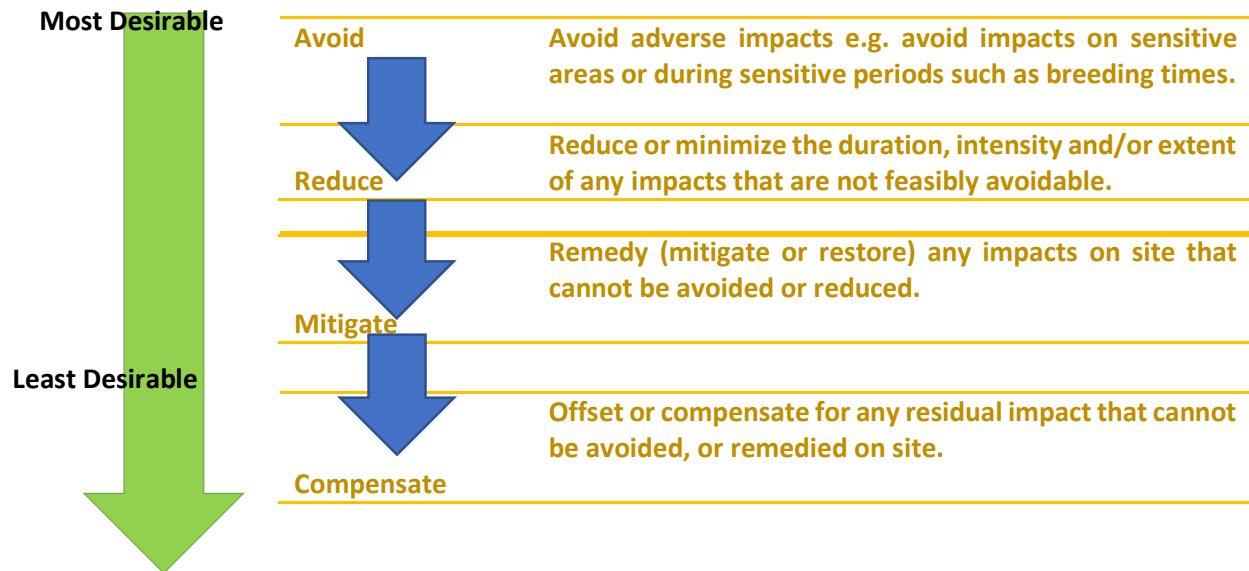 Most Desirable
Avoid
Avoid adverse impacts e.g. avoid impacts on sensitive
areas or during sensitive periods such as breeding times.
Reduce or minimize the duration, intensity and/or extent
of any impacts that are not feasibly avoidable.
Reduce
Remedy (mitigate or restore) any impacts on site that
cannot be avoided or reduced.
Mitigate
Least Desirable
Offset or compensate for any residual impact that cannot
be avoided, or remedied on site.
Compensate